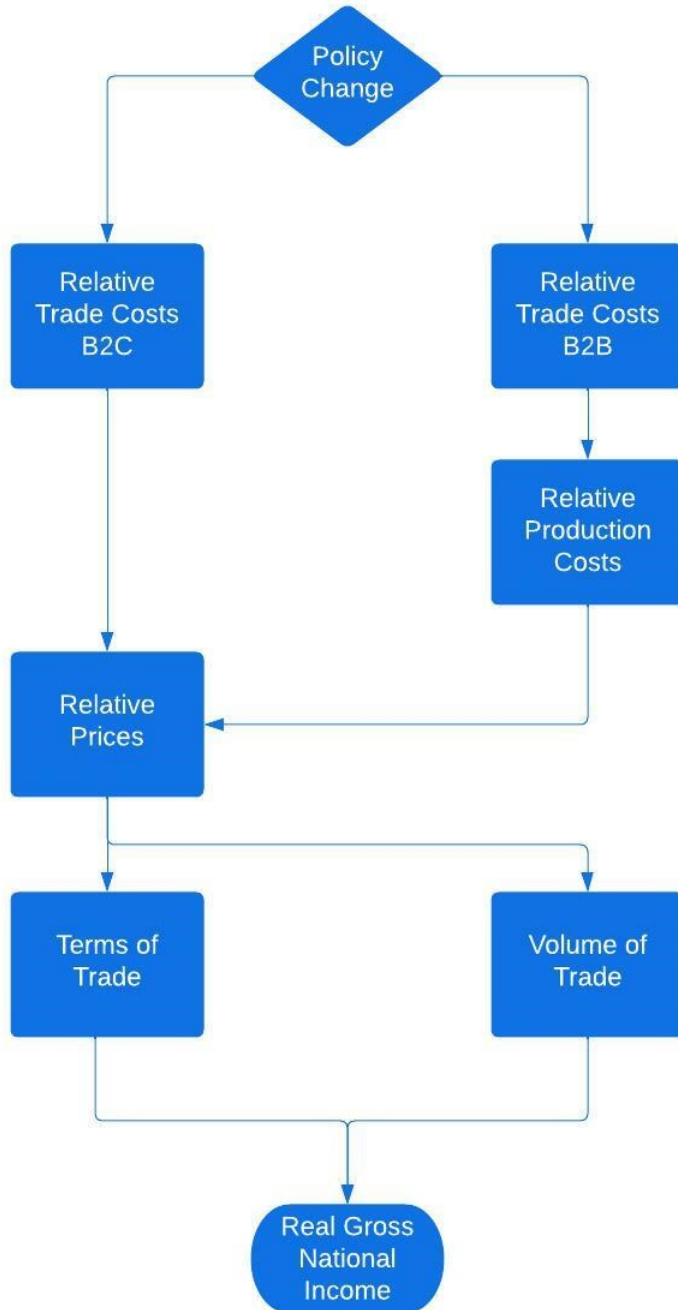 Policy
Change
Relative
Trade Costs
B2C
Relative
Trade Costs
B2B
Relative
Production
Costs
Relative
Prices
Terms of
Trade
Volume of
Trade
Real Gross
National
Income